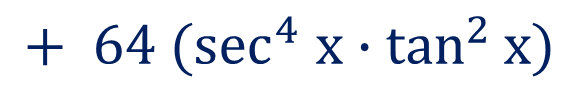 + 64 (sec⁴ x · tan² x)